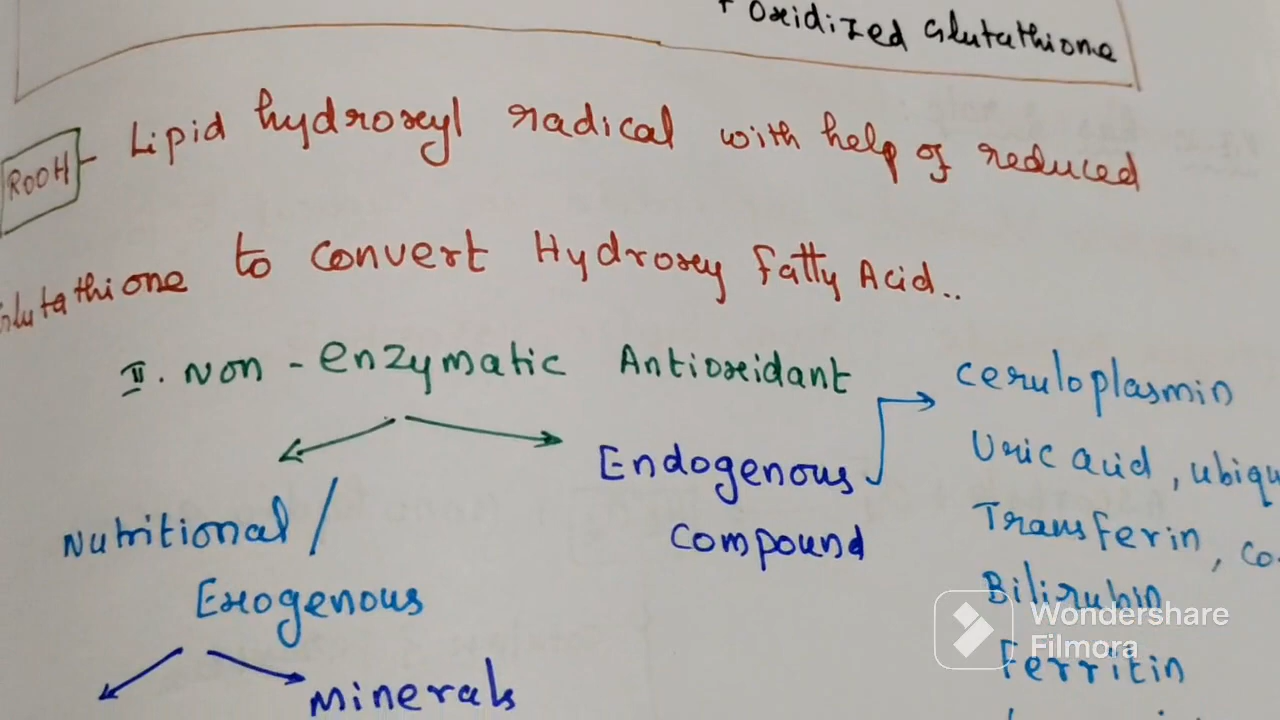 Oxidized Glutathione
ROOH - Lipid hydroxyl radical with help of reduced
Glutathione to convert Hydroxy Fatty Acid..
II. Non-enzymatic Antioxidant
Nutritional /
Exogenous
Minerals
Endogenous
Compound
Ceruloplasmin
Uric acid, ubiqu
Transferin, co
Bilirubin
Ferritin
Wondershare
Filmora